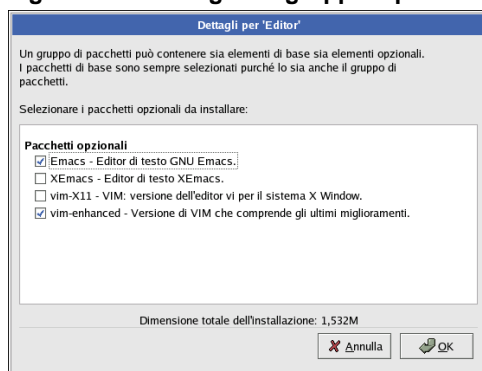 Dettagli per 'Editor'
Un gruppo di pacchetti può contenere sia elementi di base sia elementi opzionali.
I pacchetti di base sono sempre selezionati purché lo sia anche il gruppo di
pacchetti.
Selezionare i pacchetti opzionali da installare:
Pacchetti opzionali
Emacs - Editor di testo GNU Emacs.
XEmacs - Editor di testo XEmacs.
vim-X11 - VIM: versione dell'editor vi per il sistema X Window.
vim-enhanced - Versione di VIM che comprende gli ultimi miglioramenti.
Dimensione totale dell'installazione: 1,532M
Annulla
OK